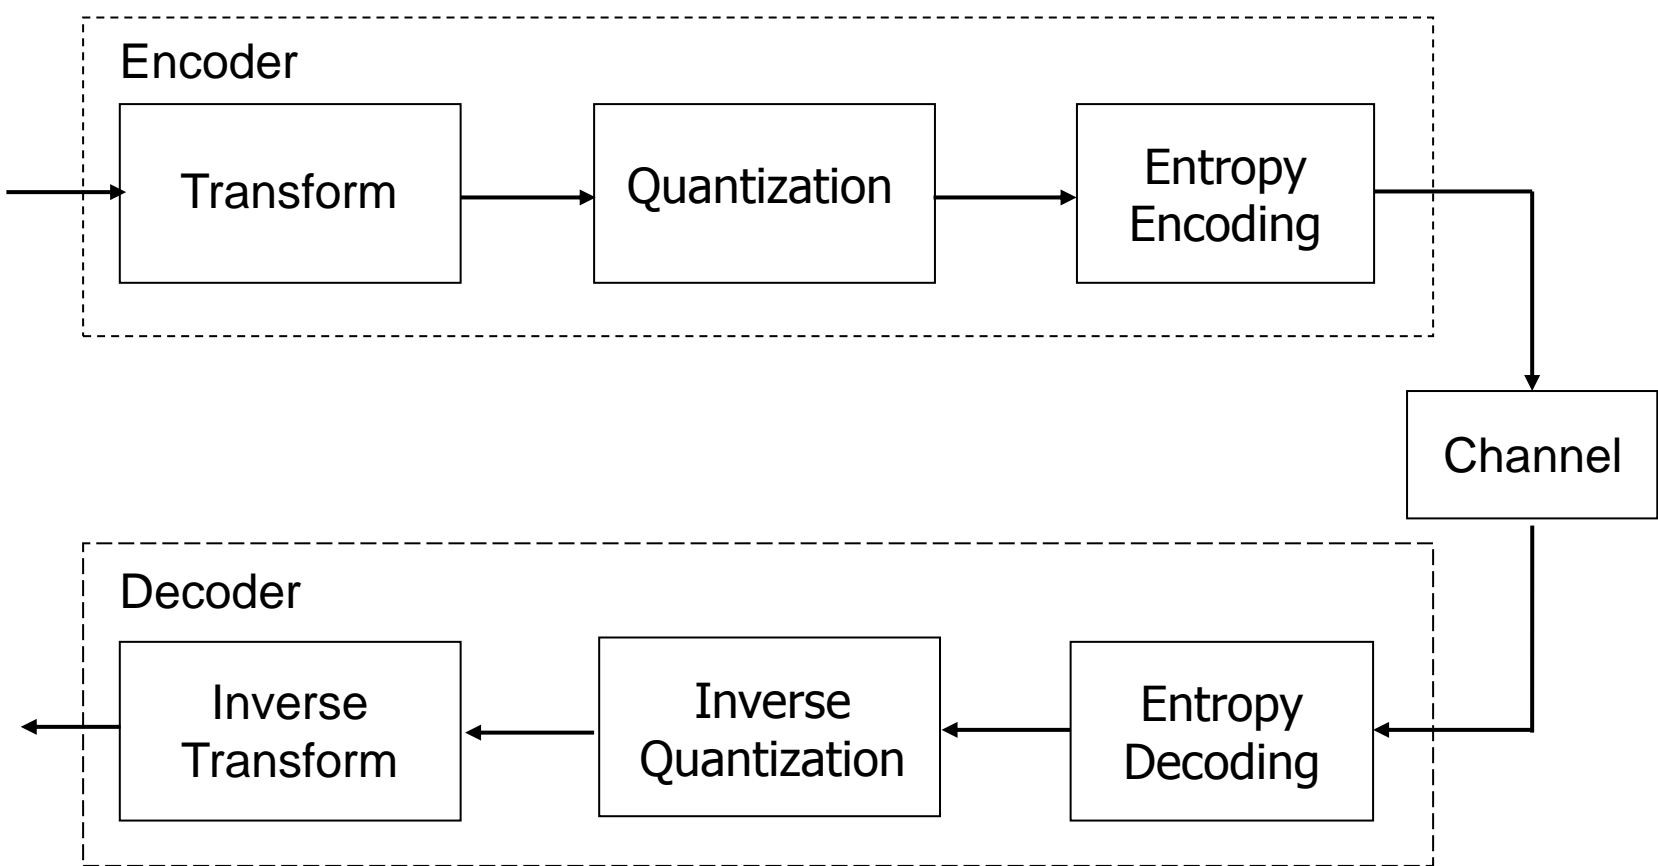 Encoder
Transform
Quantization
Entropy
Encoding
Channel
Decoder
Inverse
Transform
Inverse
Quantization
Entropy
Decoding